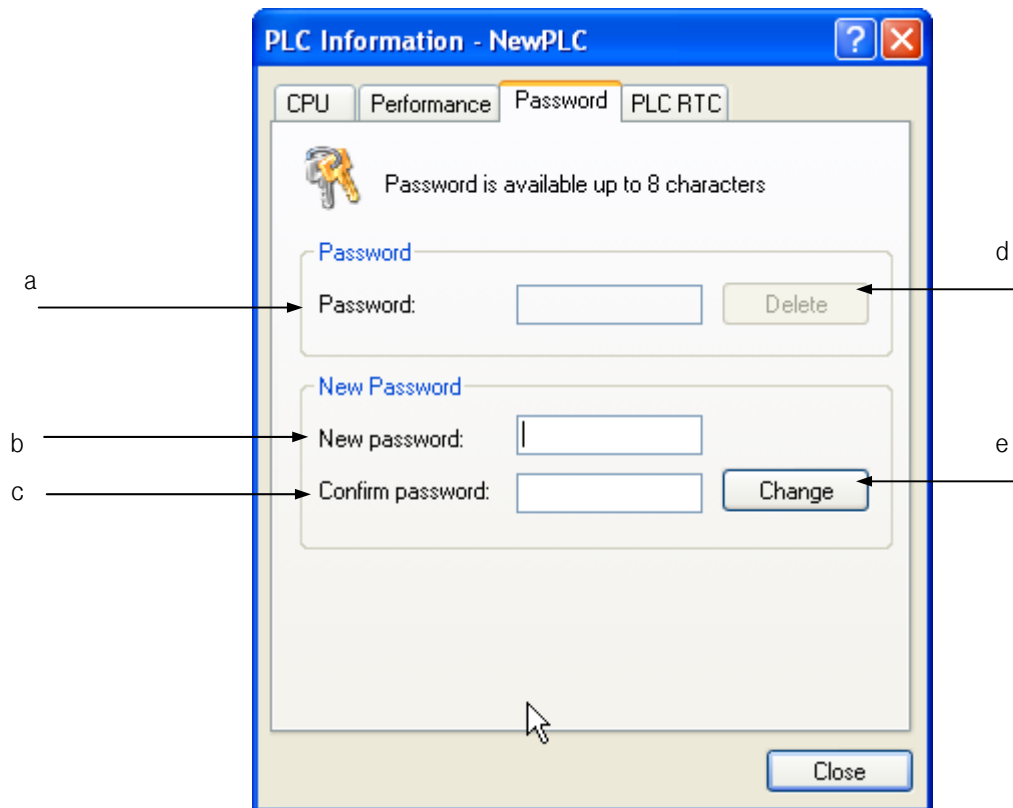 PLC Information - NewPLC
CPU Performance Password PLC RTC
Password is available up to 8 characters
Password
a
d
Password:
Delete
New Password
b
New password:
e
c
Confirm password:
Change
Close